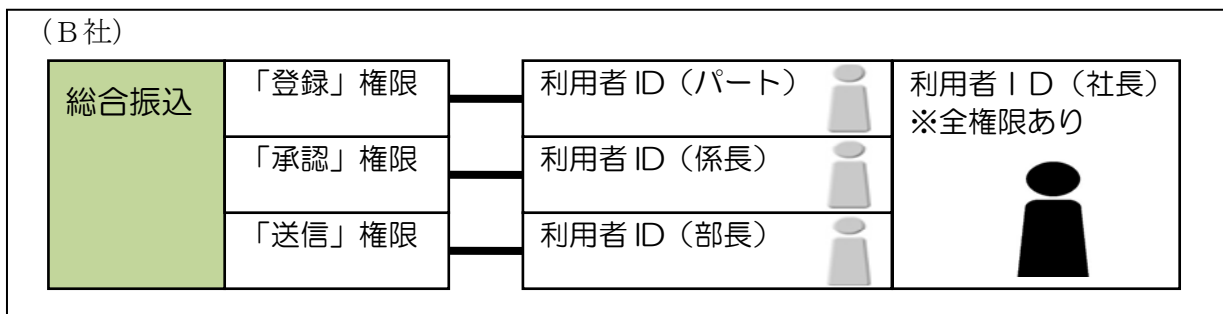 （Ｂ社）
総合振込
「登録」権限
利用者ID（パート）
利用者ＩＤ（社長）
※全権限あり
「承認」権限
利用者ID（係長）
「送信」権限
利用者ID（部長）